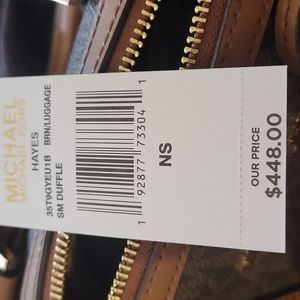 MICHAEL
MICHAEL KORS
HAYES
35T9GYEU1B BRN/LUGGAGE
SM DUFFLE
1 92877 73304 1
NS
OUR PRICE
$448.00